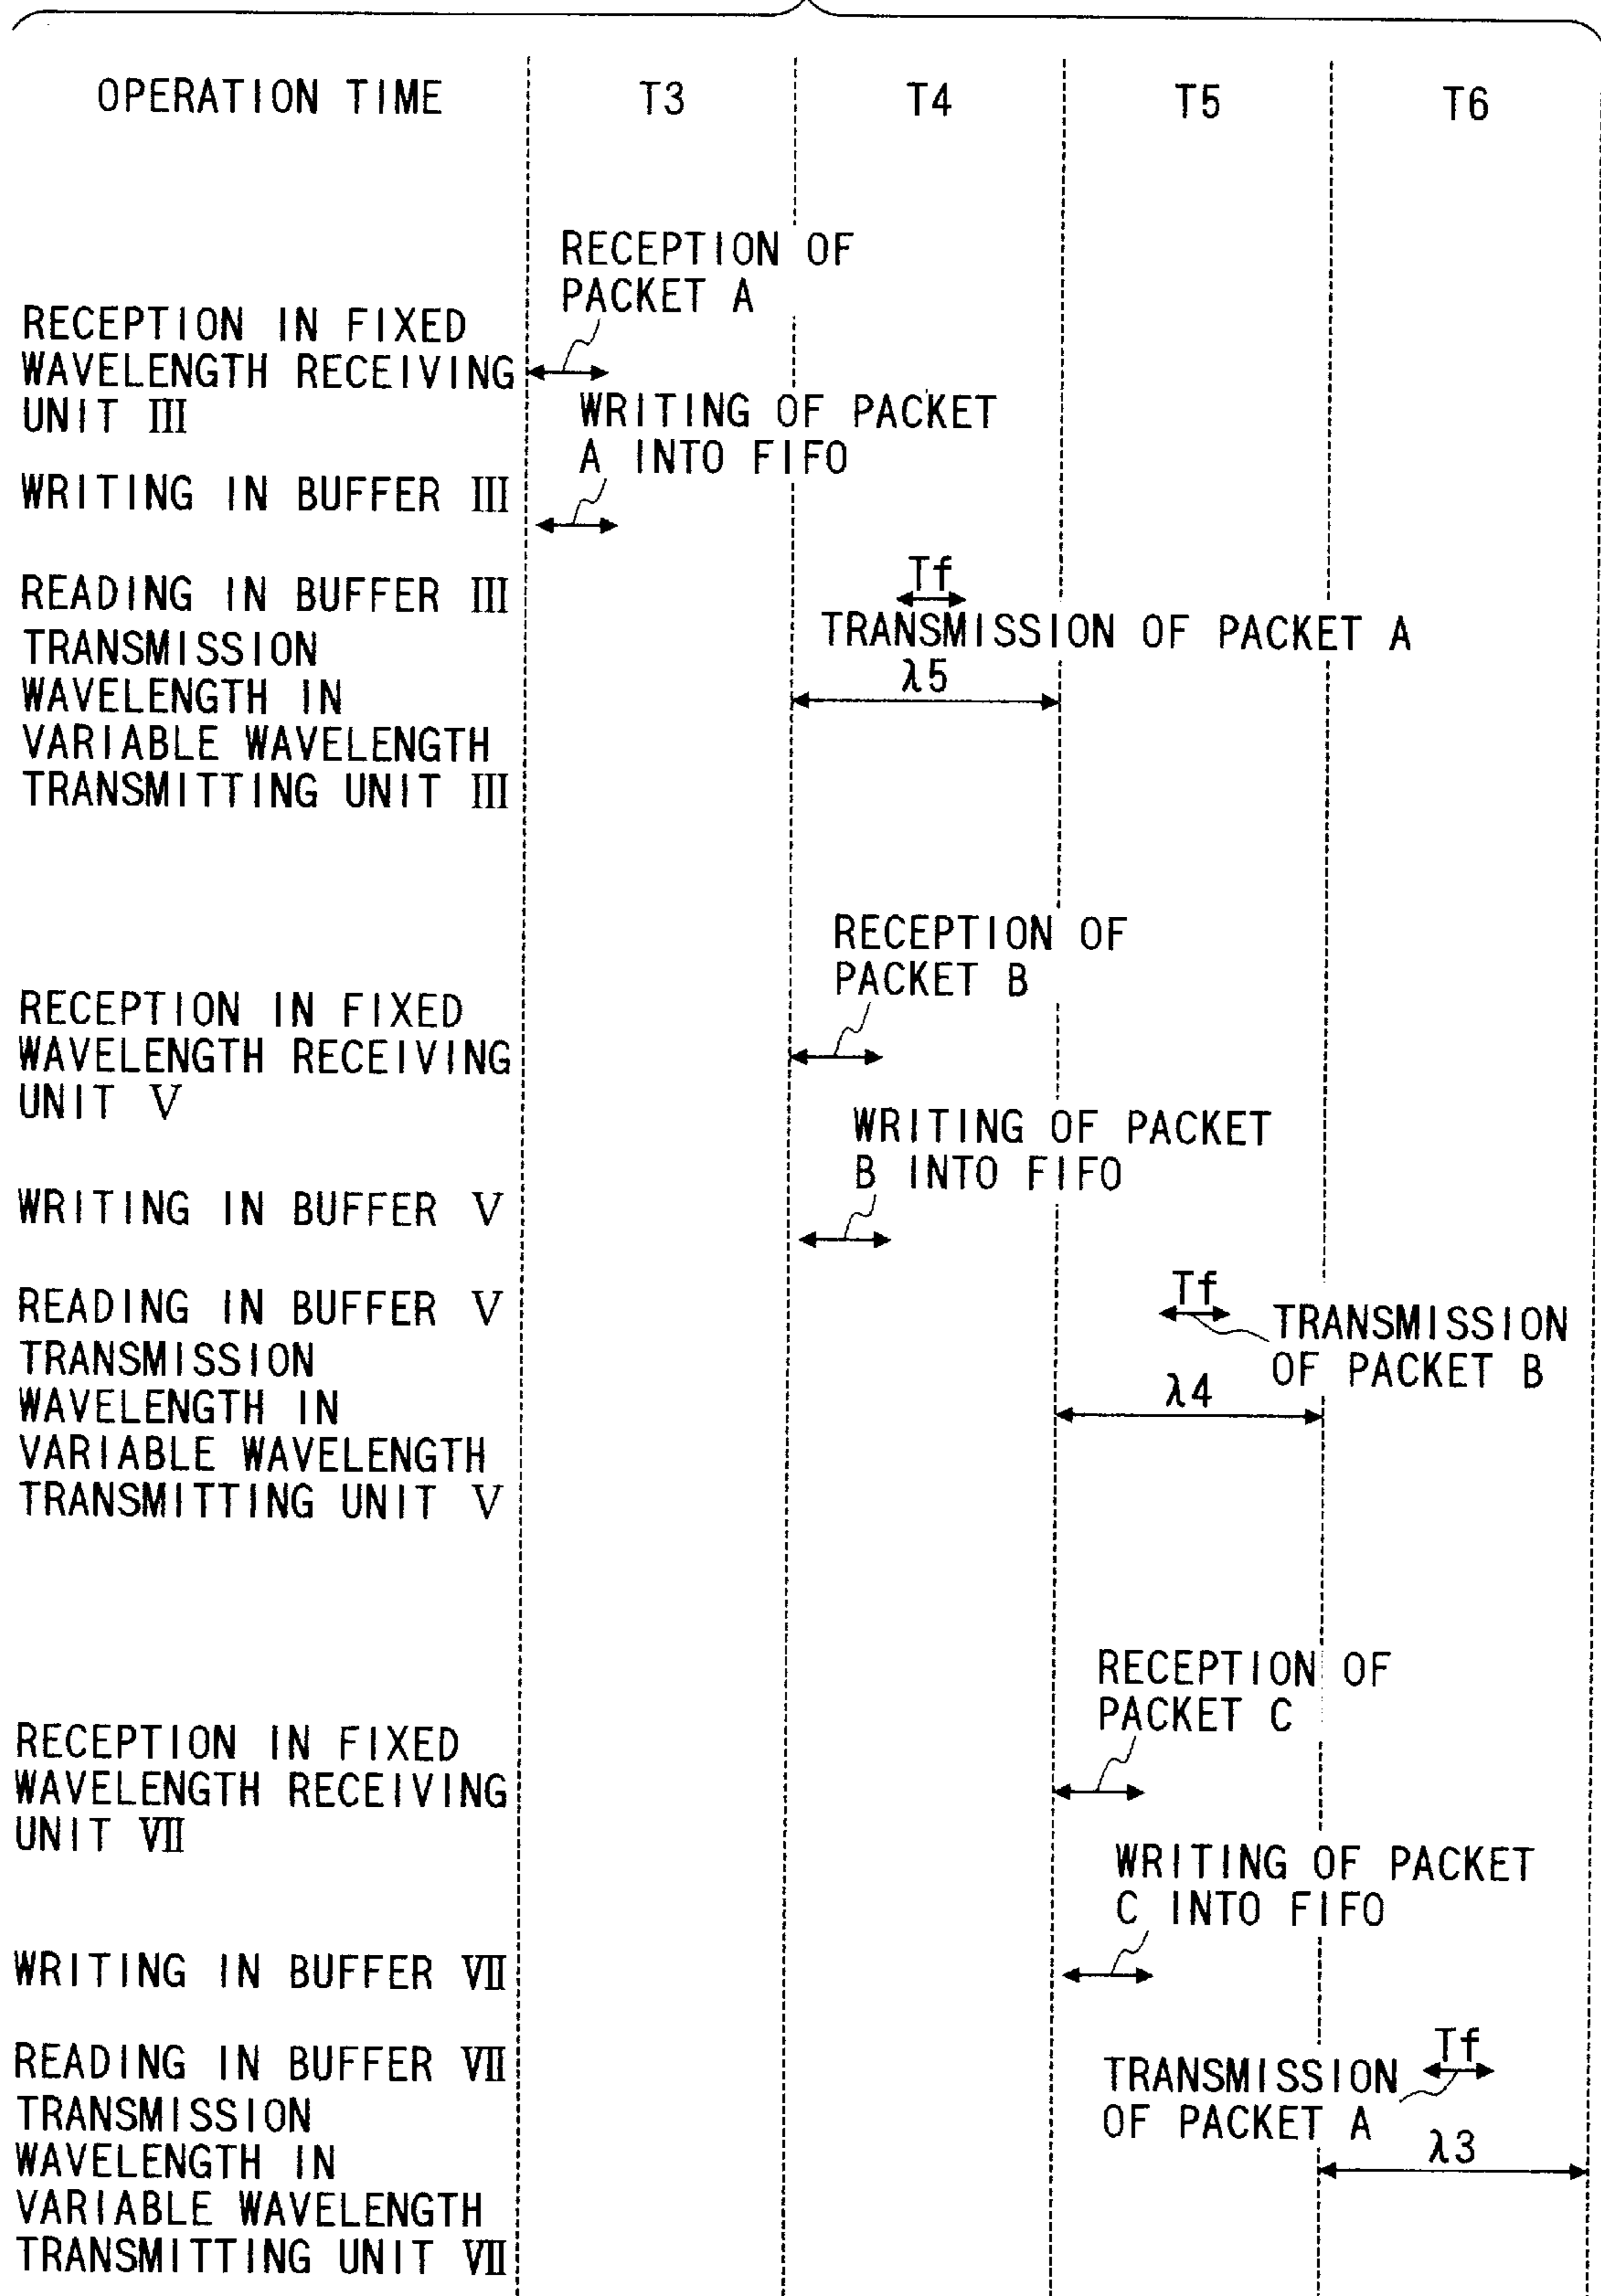 OPERATION TIME T3 T4 T5 T6
RECEPTION OF
PACKET A
RECEPTION IN FIXED
WAVELENGTH RECEIVING
UNIT III
WRITING OF PACKET
A INTO FIFO
WRITING IN BUFFER III
READING IN BUFFER III
Tf
TRANSMISSION OF PACKET A
TRANSMISSION
WAVELENGTH IN
VARIABLE WAVELENGTH
TRANSMITTING UNIT III
λ5
RECEPTION OF
PACKET B
RECEPTION IN FIXED
WAVELENGTH RECEIVING
UNIT V
WRITING OF PACKET
B INTO FIFO
WRITING IN BUFFER V
READING IN BUFFER V
Tf
TRANSMISSION
OF PACKET B
TRANSMISSION
WAVELENGTH IN
VARIABLE WAVELENGTH
TRANSMITTING UNIT V
λ4
RECEPTION OF
PACKET C
RECEPTION IN FIXED
WAVELENGTH RECEIVING
UNIT VII
WRITING OF PACKET
C INTO FIFO
WRITING IN BUFFER VII
READING IN BUFFER VII
Tf
TRANSMISSION
OF PACKET A
TRANSMISSION
WAVELENGTH IN
VARIABLE WAVELENGTH
TRANSMITTING UNIT VII
λ3